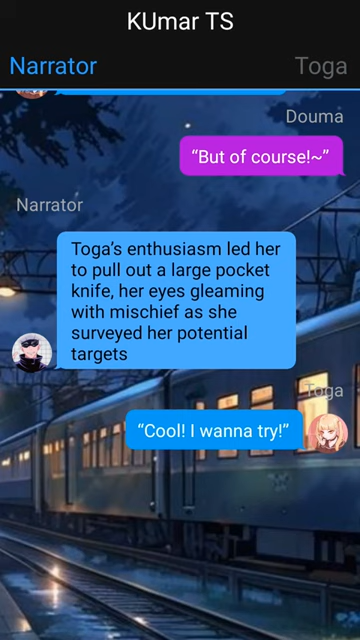 KUmar TS
Narrator
Toga
Douma
“But of course!~”
Narrator
Toga’s enthusiasm led her
to pull out a large pocket
knife, her eyes gleaming
with mischief as she
surveyed her potential
targets
Toga
“Cool! I wanna try!”